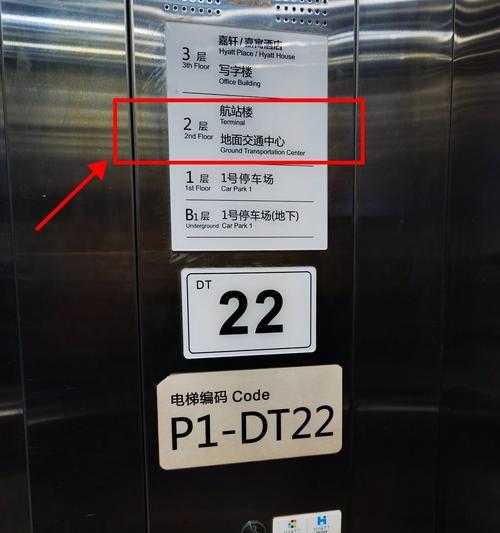 嘉轩/嘉寓酒店
Hyatt Place / Hyatt House
3 层
3th Floor
写字楼
Office Building
航站楼
Terminal
2 层
2nd Floor
地面交通中心
Ground Transportation Center
1 层
1st Floor
1号停车场
Car Park 1
B1层
Underground
1号停车场(地下)
Car Park 1
DT
22
电梯编码 Code
P1-DT22
HYATT
HYATT